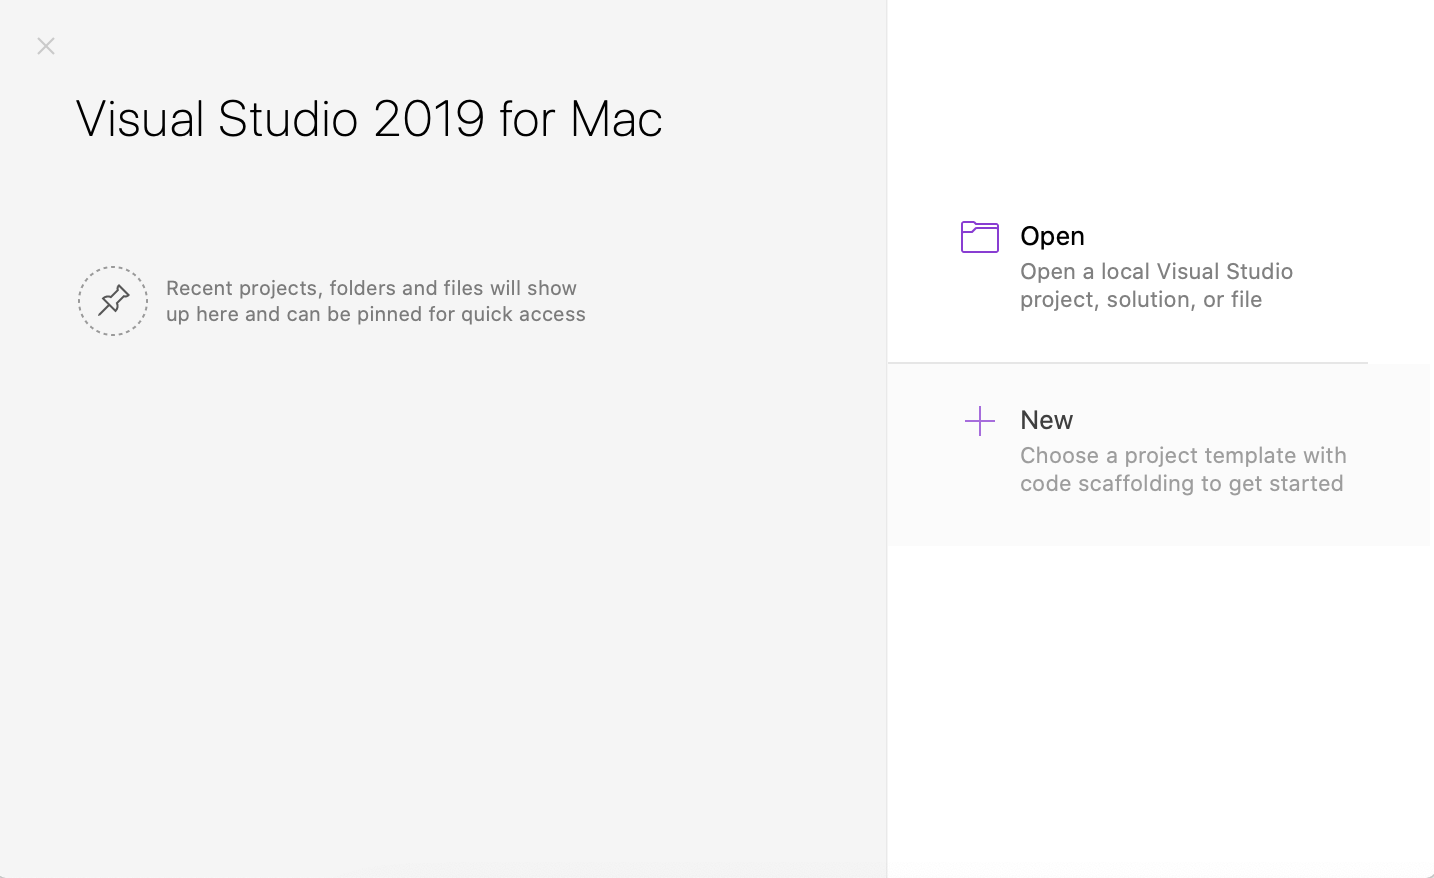 Visual Studio 2019 for Mac
Recent projects, folders and files will show
up here and can be pinned for quick access
Open
Open a local Visual Studio
project, solution, or file
New
Choose a project template with
code scaffolding to get started